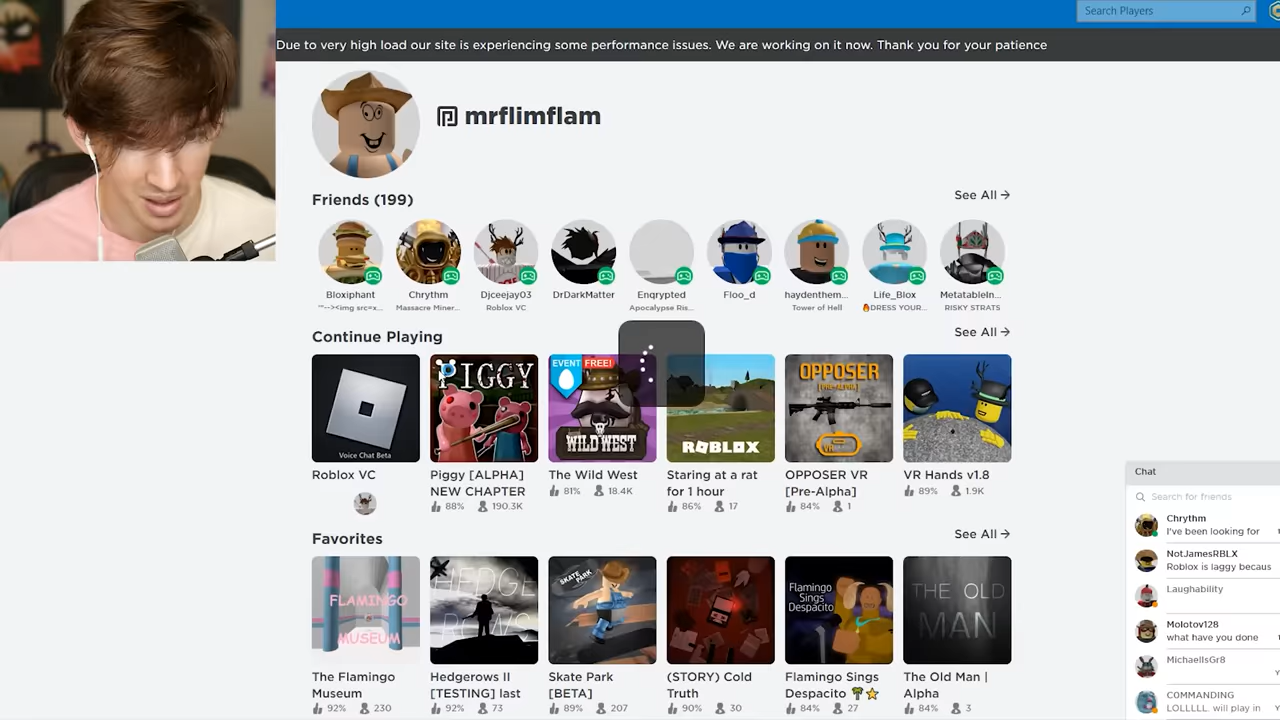 Search Players
Due to very high load our site is experiencing some performance issues. We are working on it now. Thank you for your patience
mrflimflam
Friends (199)
See All →
Bloxiphant
'"--><img src=x...
Chrythm
Massacre Miner...
Djceejay03
Roblox VC
DrDarkMatter
Enqrypted
Apocalypse Ris...
Floo_d
haydenthem...
Tower of Hell
Life_Blox
🔥DRESS YOUR...
MetatableIn...
RISKY STRATS
Continue Playing
See All →
Voice Chat Beta
Roblox VC
PIGGY
Piggy [ALPHA]
NEW CHAPTER
88% 190.3K
EVENT FREE!
WILD WEST
The Wild West
81% 18.4K
ROBLOX
Staring at a rat
for 1 hour
86% 17
OPPOSER
[PRE-ALPHA]
VR
OPPOSER VR
[Pre-Alpha]
84% 1
VR Hands v1.8
89% 1.9K
Favorites
See All →
FLAMINGO
MUSEUM
The Flamingo
Museum
92% 230
HEDGE
ROWS
Hedgerows II
[TESTING] last
92% 73
SKATE PARK
Skate Park
[BETA]
89% 207
(STORY) Cold
Truth
90% 30
Flamingo
Sings
Despacito
Flamingo Sings
Despacito 🌴⭐
84% 27
THE OLD
MAN
The Old Man |
Alpha
84% 3
Chat
Search for friends
Chrythm
I've been looking for
NotJamesRBLX
Roblox is laggy becaus
Laughability
Molotov128
what have you done
MichaelIsGr8
C0MMANDING
LOLLLLL. will play in